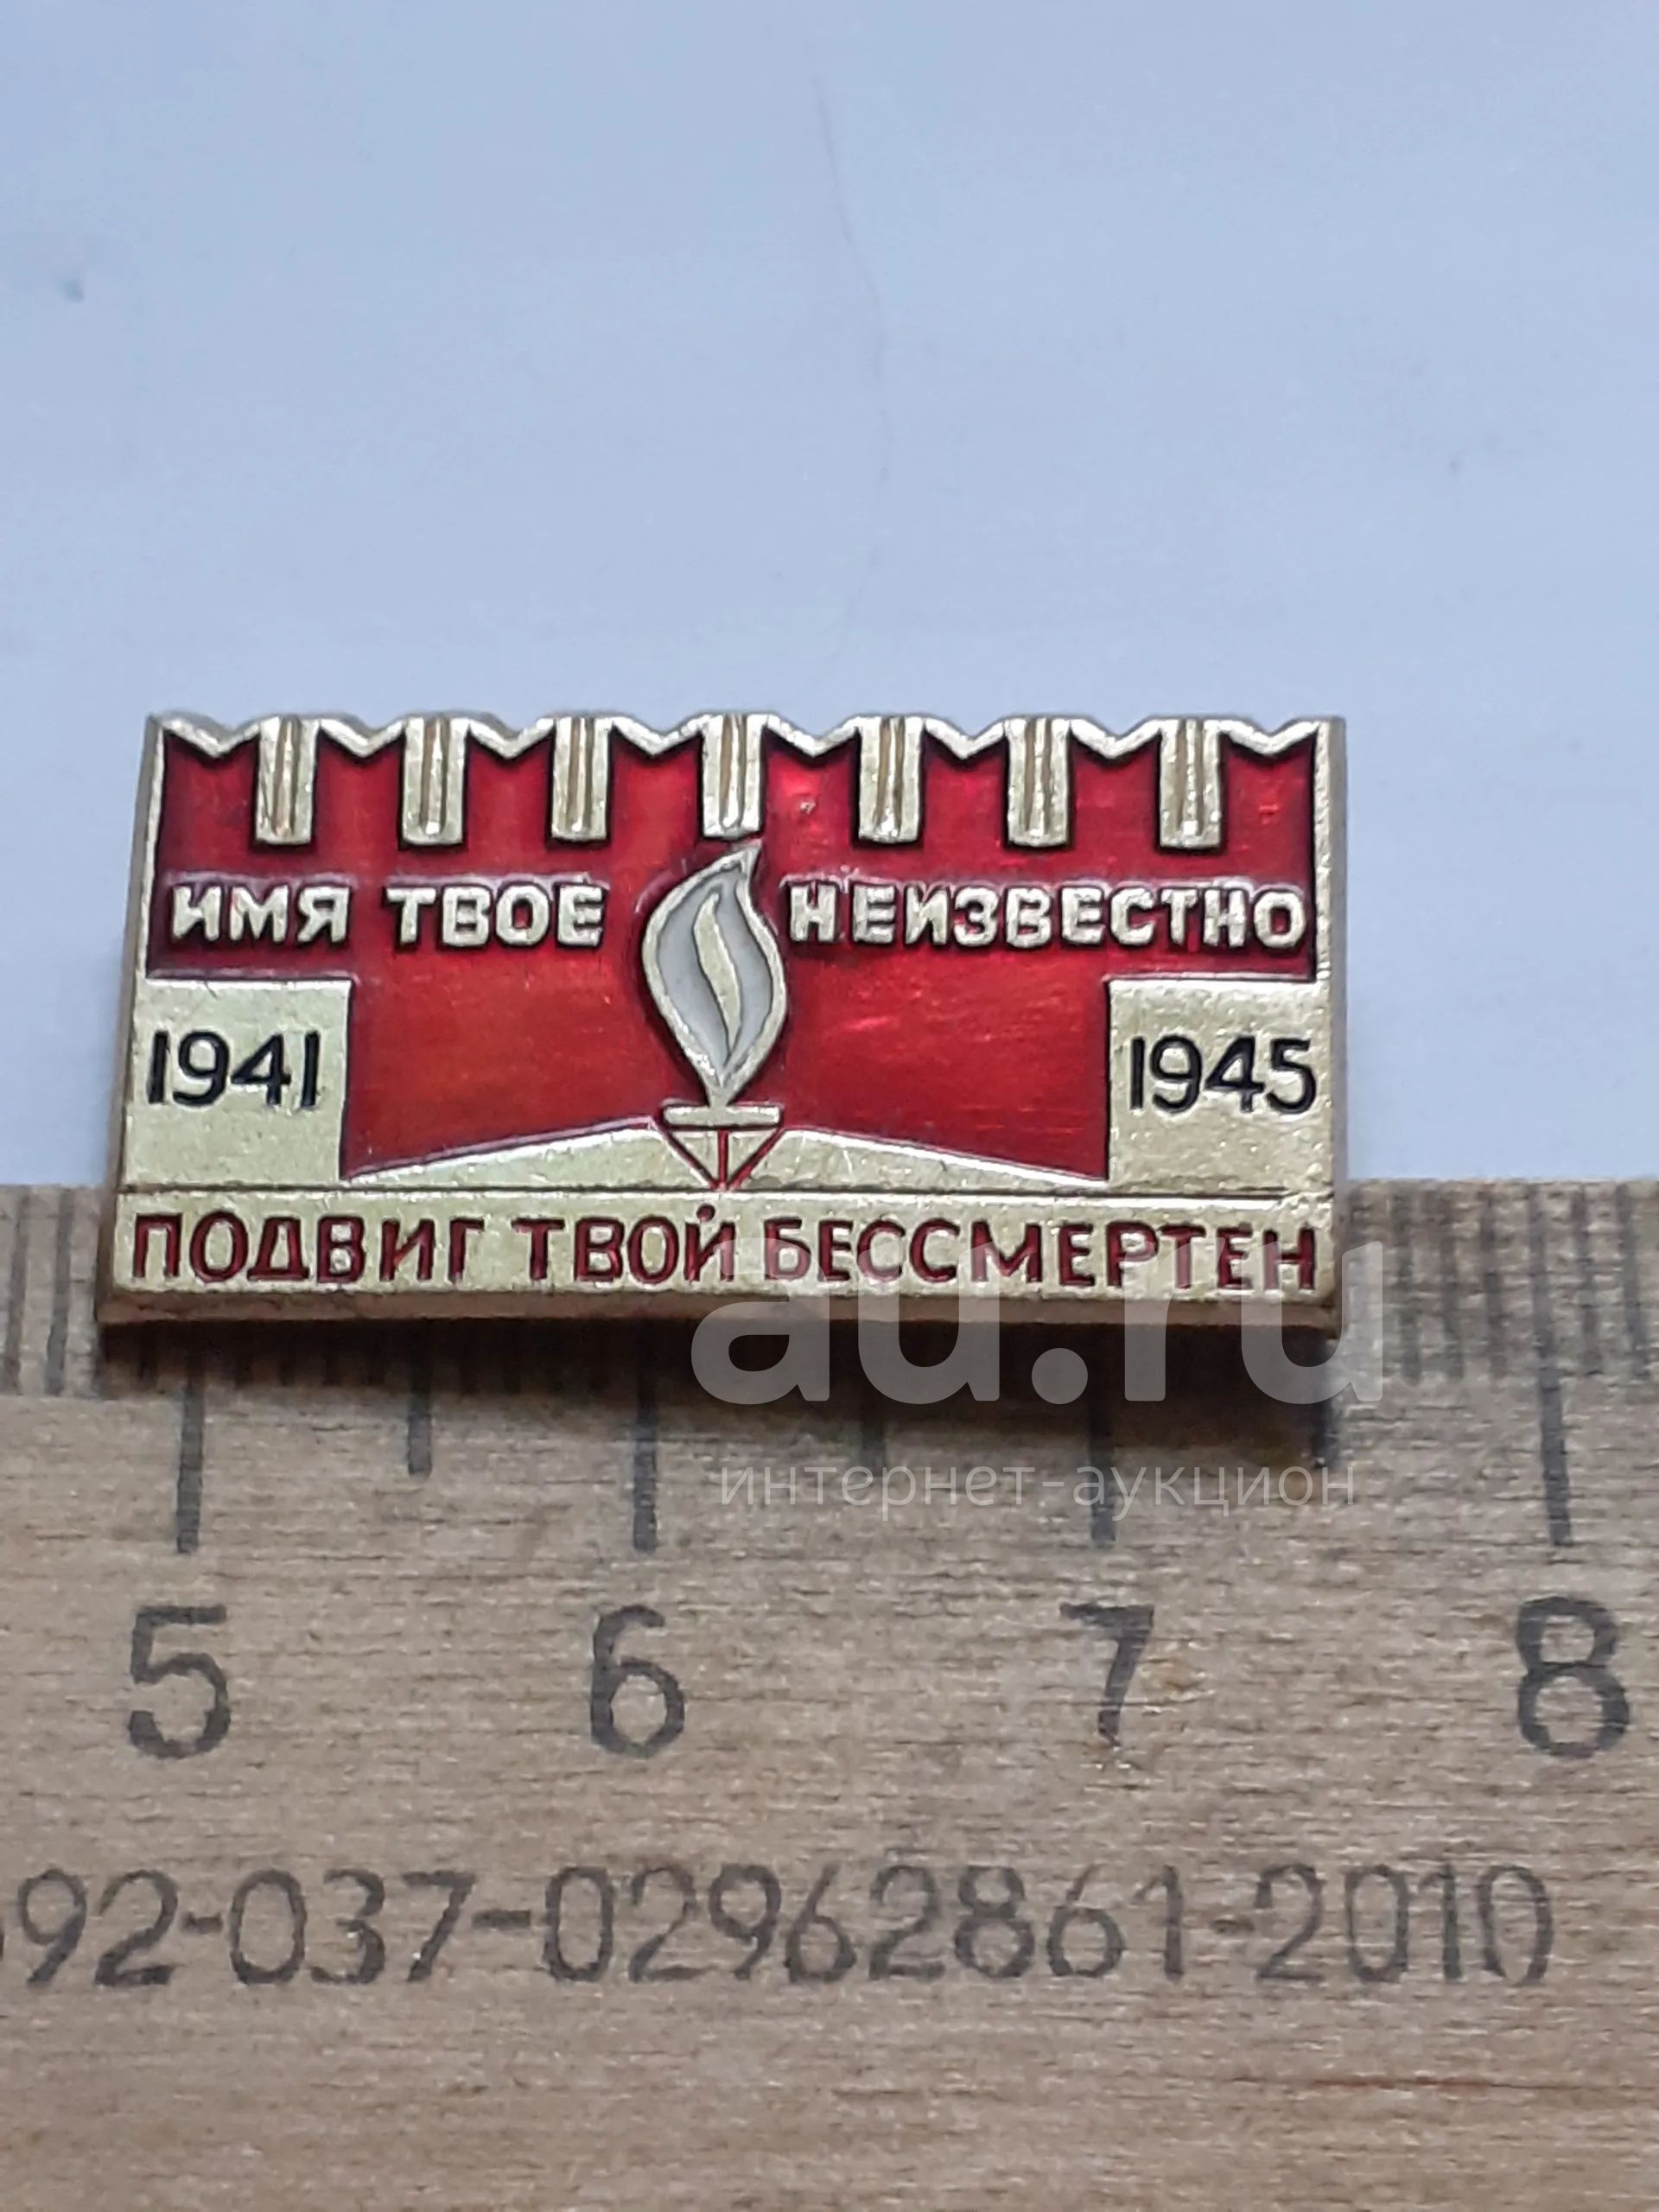 ИМЯ ТВОЕ НЕИЗВЕСТНО
1941 1945
ПОДВИГ ТВОЙ БЕССМЕРТЕН
au.ru
интернет-аукцион
5 6 7 8
92-037-02962861-2010